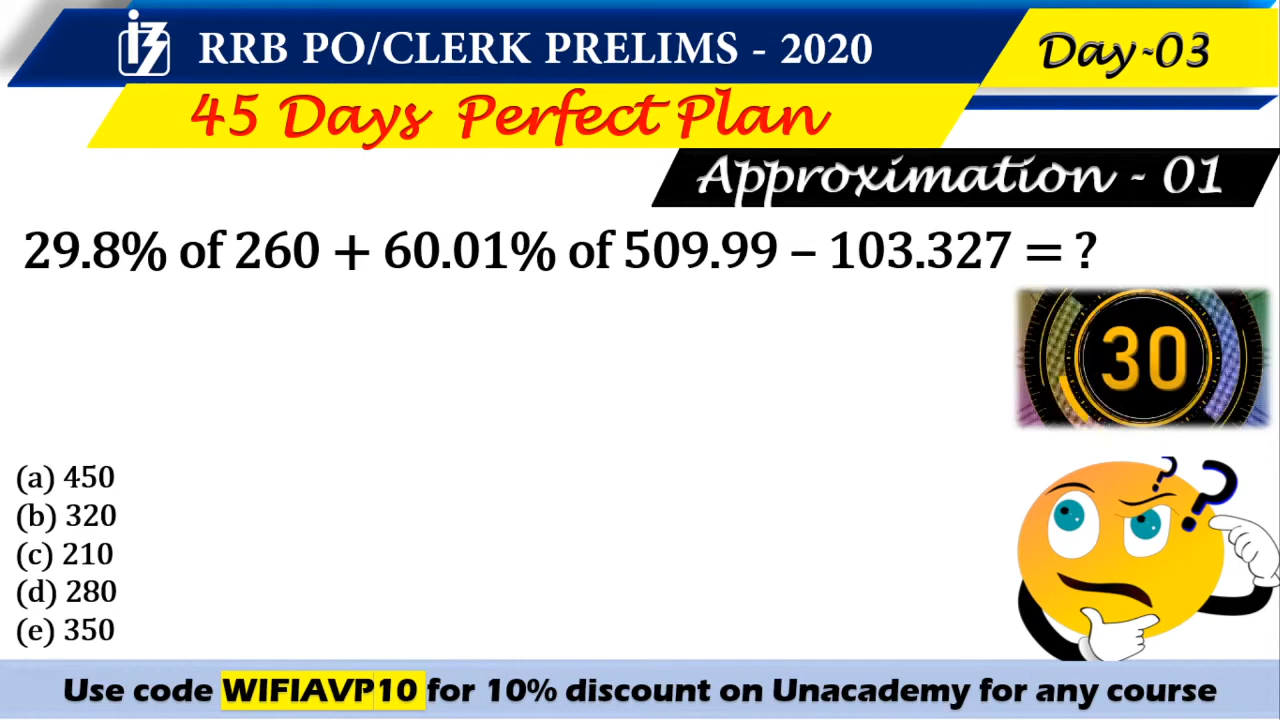 RRB PO/CLERK PRELIMS - 2020
Day-03
45 Days Perfect Plan
Approximation - 01
29.8% of 260 + 60.01% of 509.99 – 103.327 = ?
30
(a) 450
(b) 320
(c) 210
(d) 280
(e) 350
Use code WIFIAVP10 for 10% discount on Unacademy for any course